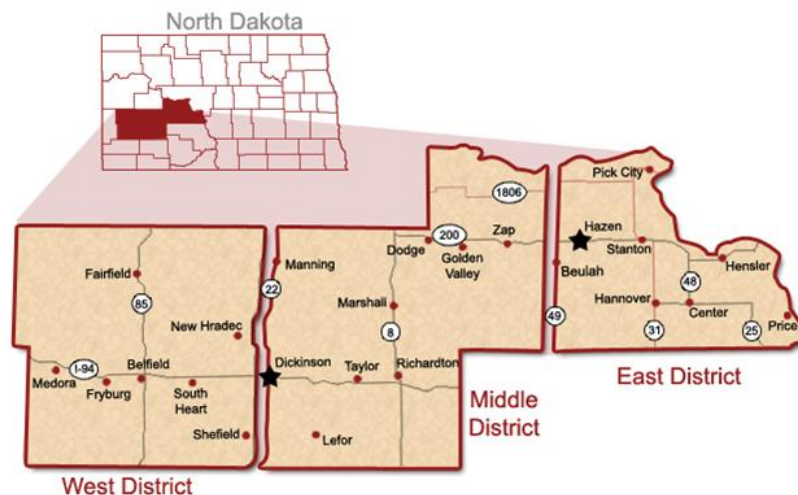 North Dakota
Pick City
1806
Hazen
200
Zap
Dodge
Golden
Valley
Stanton
Manning
Beulah
Hensler
Fairfield
22
48
85
Marshall
Hannover
Center
New Hradec
8
49
31
25
Price
I-94
Belfield
Dickinson
Taylor
Richardton
East District
Medora
Fryburg
South
Heart
Middle
District
Shefield
Lefor
West District